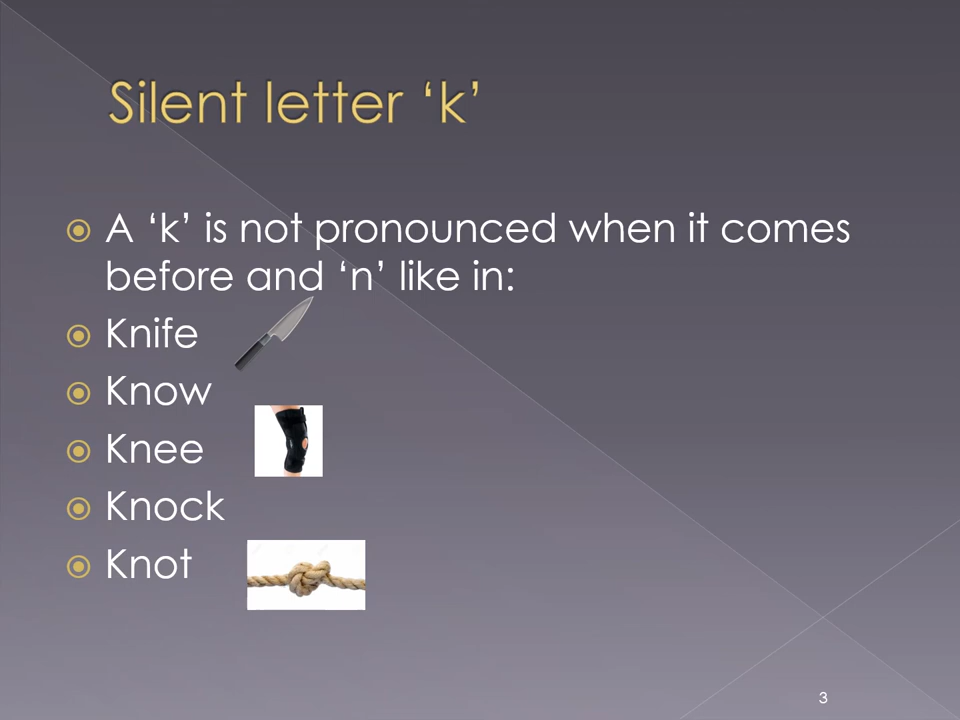 Silent letter ‘k’
A ‘k’ is not pronounced when it comes
before and ‘n’ like in:
Knife
Know
Knee
Knock
Knot
3